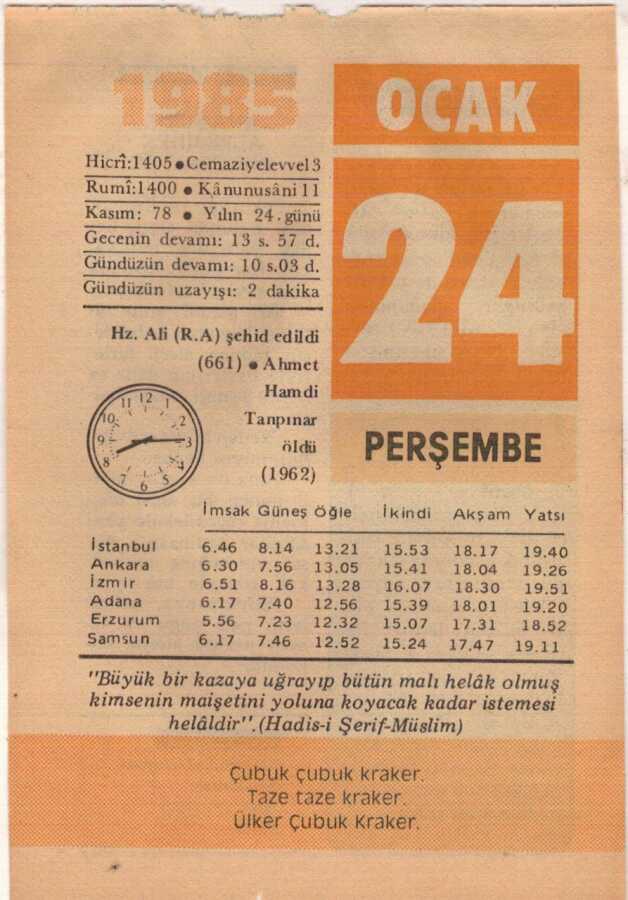 1985
OCAK
Hicrî:1405●Cemaziyelevvel 3
Rumî:1400 ● Kânunusâni 11
Kasım: 78 ● Yılın 24. günü
Gecenin devamı: 13 s. 57 d.
Gündüzün devamı: 10 s.03 d.
Gündüzün uzayışı: 2 dakika
24
Hz. Ali (R.A) şehid edildi
(661) ● Ahmet
Hamdi
Tanpınar
öldü
(1962)
PERŞEMBE
İmsak Güneş Öğle İkindi Akşam Yatsı
İstanbul 6.46 8.14 13.21 15.53 18.17 19.40
Ankara 6.30 7.56 13.05 15.41 18.04 19.26
İzmir 6.51 8.16 13.28 16.07 18.30 19.51
Adana 6.17 7.40 12.56 15.39 18.01 19.20
Erzurum 5.56 7.23 12.32 15.07 17.31 18.52
Samsun 6.17 7.46 12.52 15.24 17.47 19.11
"Büyük bir kazaya uğrayıp bütün malı helâk olmuş
kimsenin maişetini yoluna koyacak kadar istemesi
helâldir".(Hadis-i Şerif-Müslim)
Çubuk çubuk kraker.
Taze taze kraker.
Ülker Çubuk Kraker.